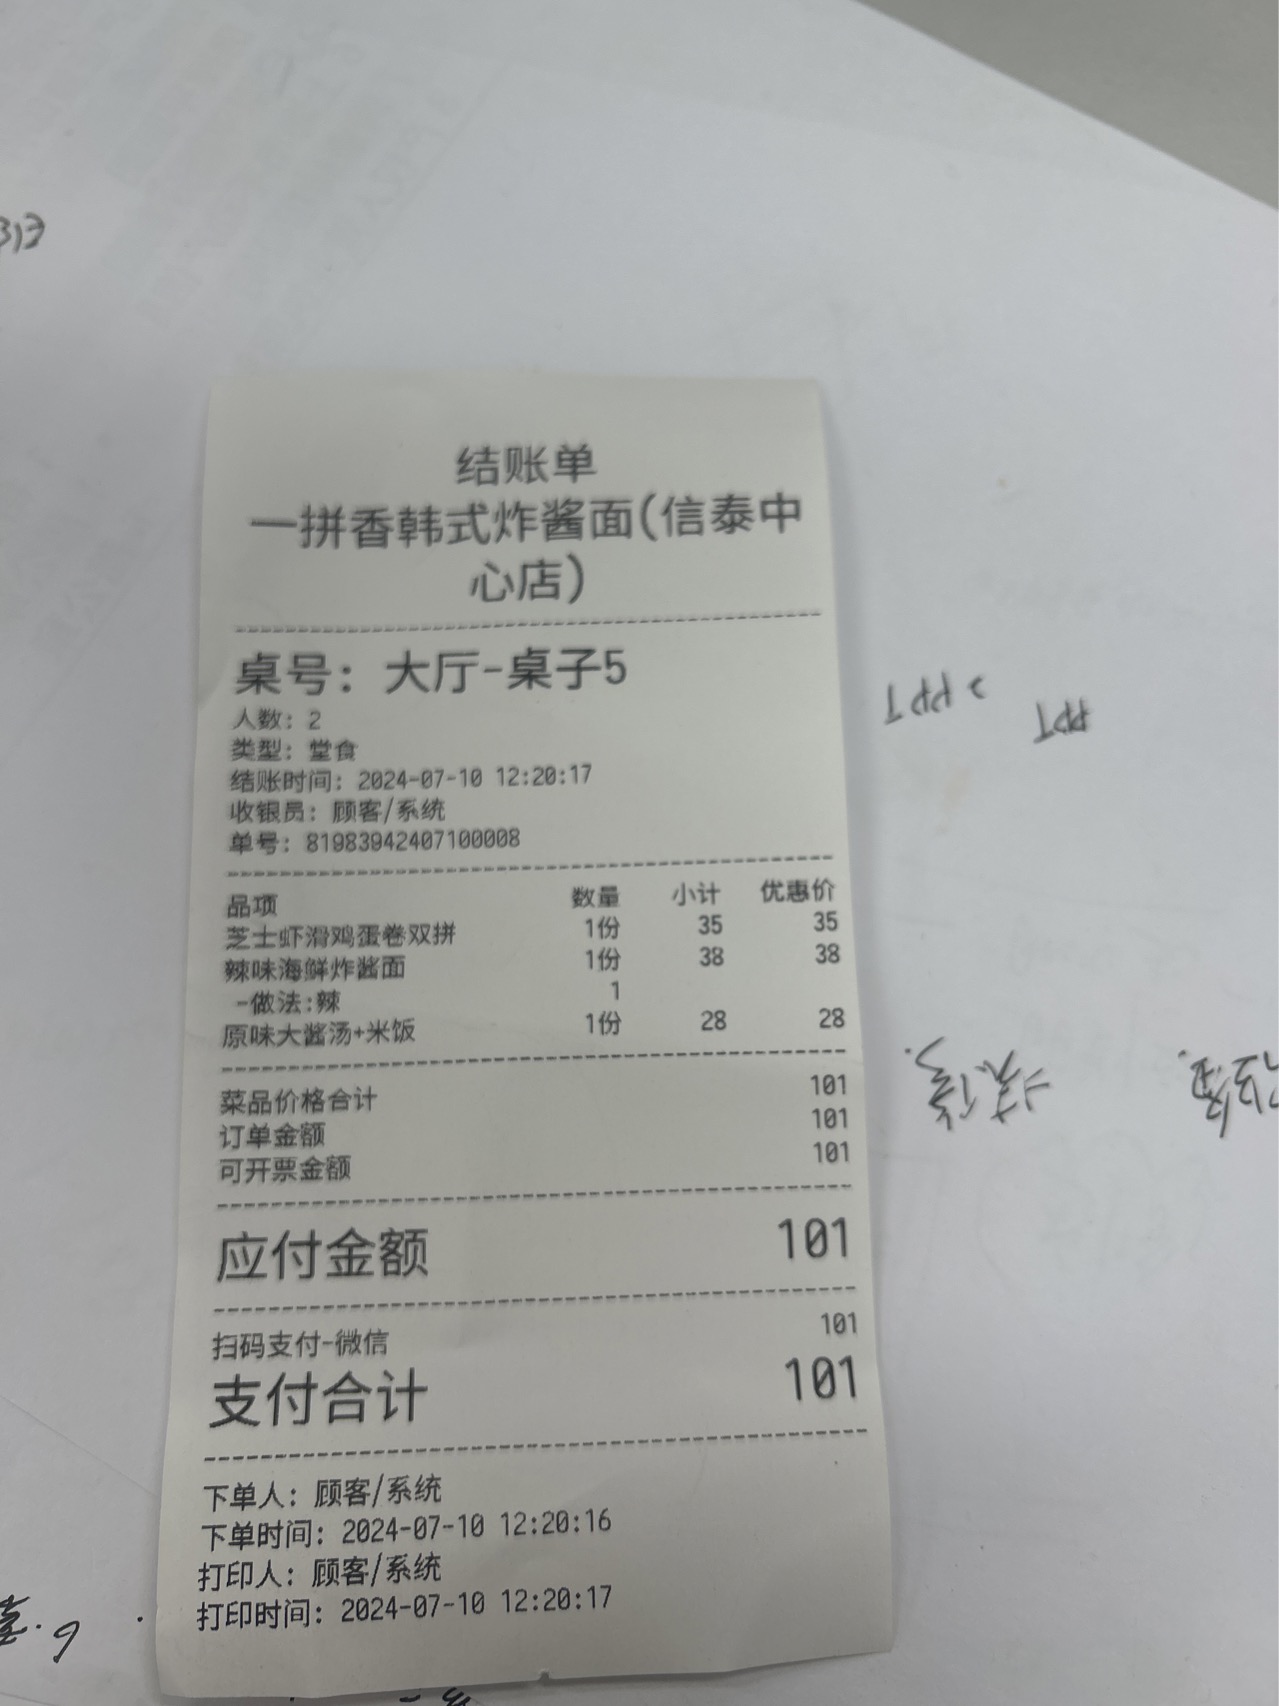 结账单
一拼香韩式炸酱面(信泰中
心店)
桌号: 大厅-桌子5
人数: 2
类型: 堂食
结账时间: 2024-07-10 12:20:17
收银员: 顾客/系统
单号: 81983942407100008
品项 数量 小计 优惠价
芝士虾滑鸡蛋卷双拼 1份 35 35
辣味海鲜炸酱面 1份 38 38
-做法:辣 1
原味大酱汤+米饭 1份 28 28
菜品价格合计 101
订单金额 101
可开票金额 101
应付金额 101
扫码支付-微信 101
支付合计 101
下单人: 顾客/系统
下单时间: 2024-07-10 12:20:16
打印人: 顾客/系统
打印时间: 2024-07-10 12:20:17
PPT
PPT